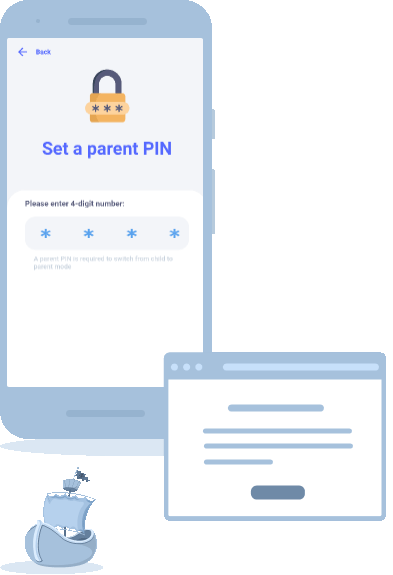 Back
* * *
Set a parent PIN
Please enter 4-digit number:
* * * *
A parent PIN is required to switch from child to
parent mode